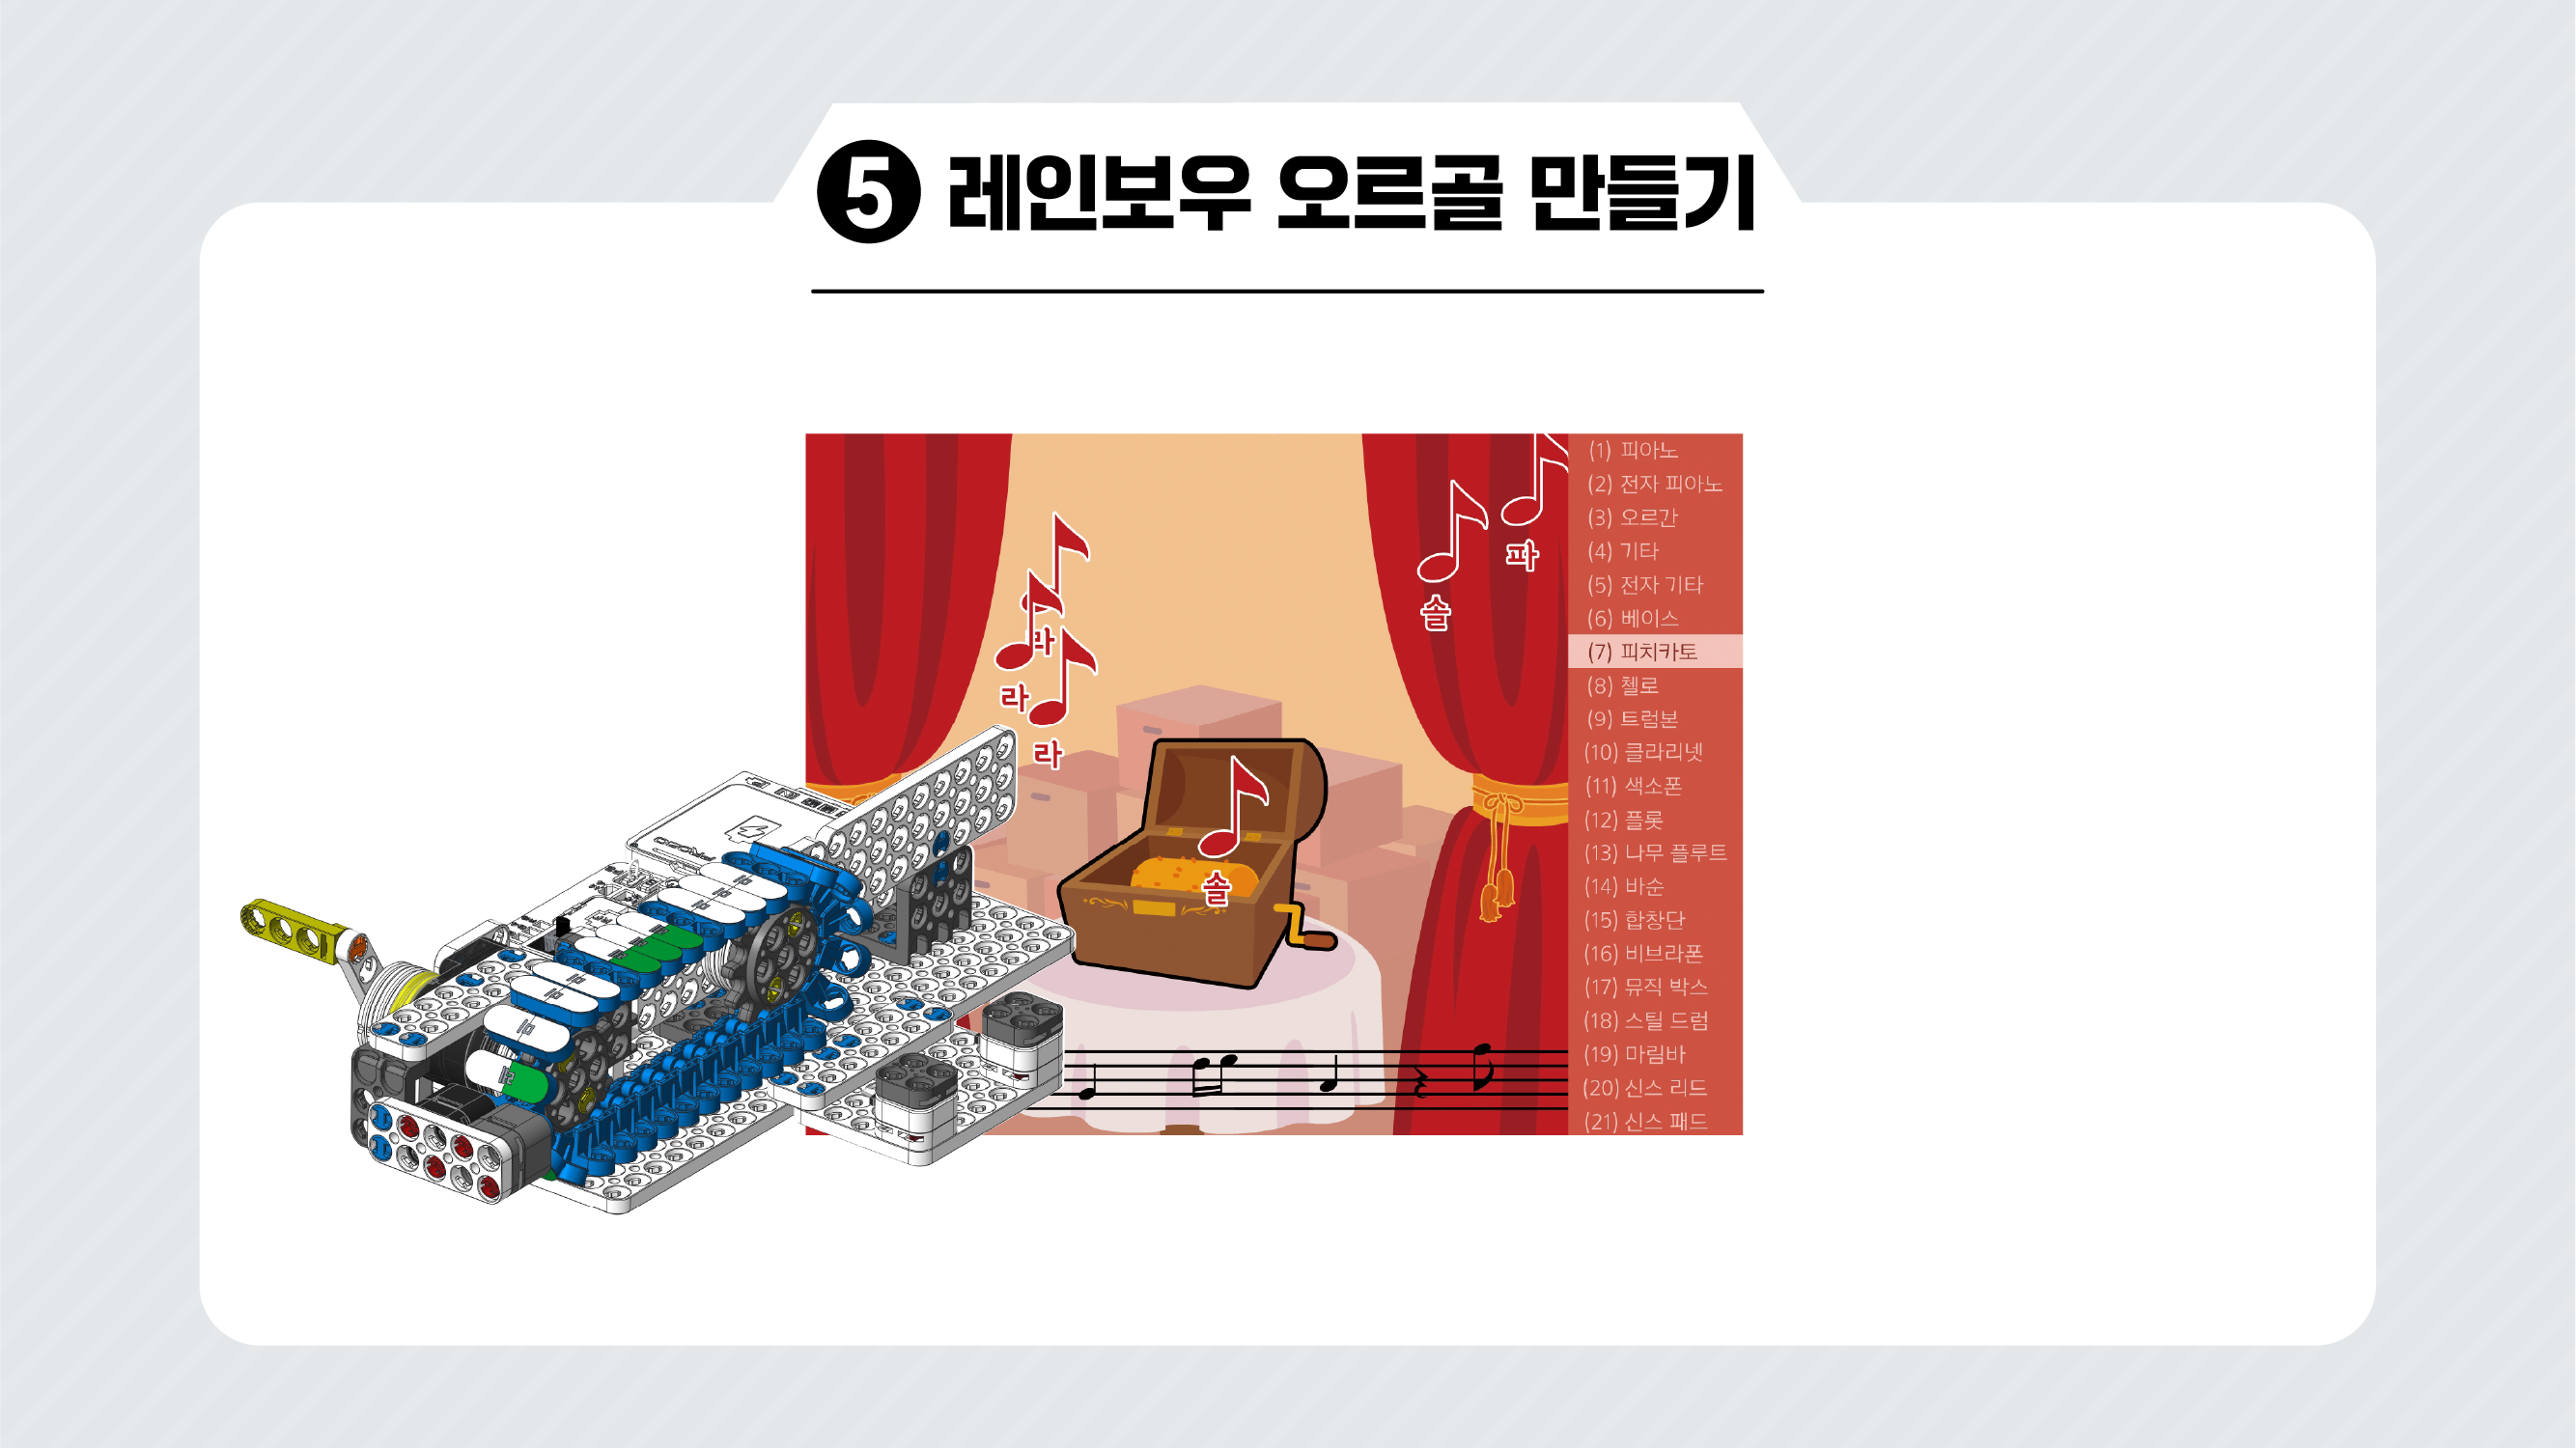 5 레인보우 오르골 만들기
(1) 피아노
(2) 전자 피아노
(3) 오르간
(4) 기타
(5) 전자 기타
(6) 베이스
(7) 피치카토
(8) 첼로
(9) 트럼본
(10) 클라리넷
(11) 색소폰
(12) 플롯
(13) 나무 플루트
(14) 바순
(15) 합창단
(16) 비브라폰
(17) 뮤직 박스
(18) 스틸 드럼
(19) 마림바
(20) 신스 리드
(21) 신스 패드
파
솔
라
라
솔